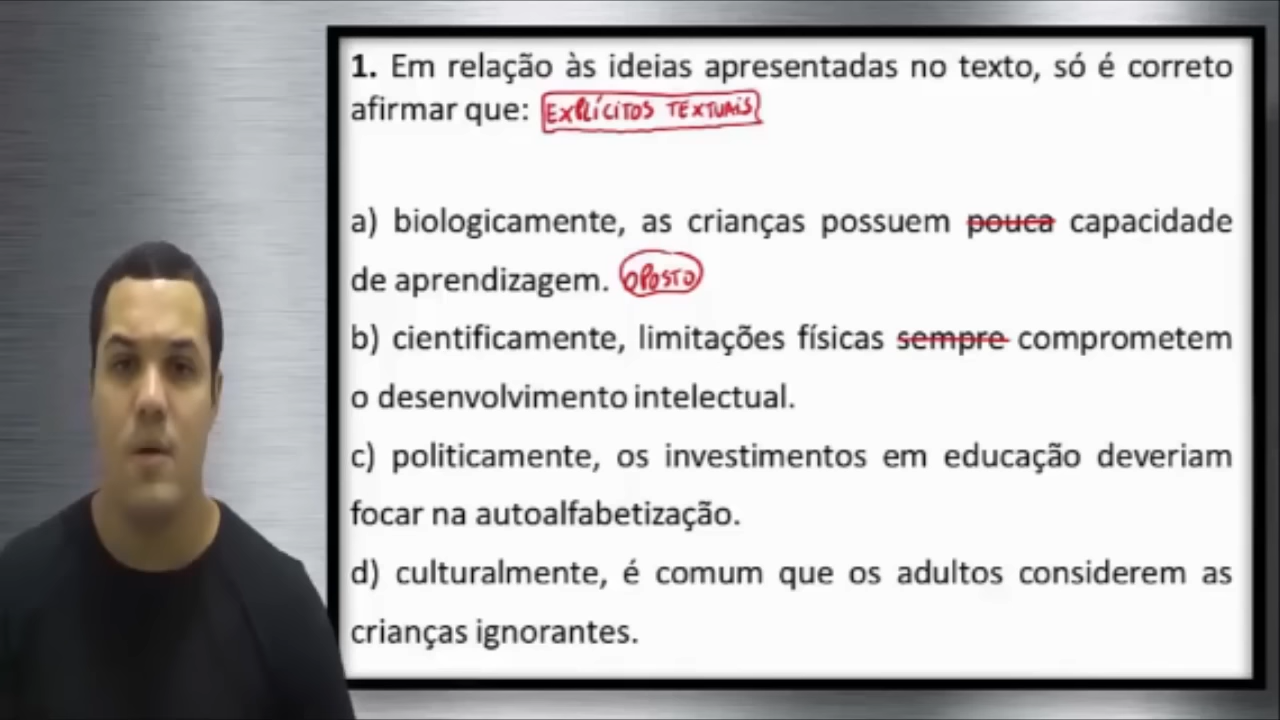 1. Em relação às ideias apresentadas no texto, só é correto
afirmar que: EXPLÍCITOS TEXTUAIS
a) biologicamente, as crianças possuem pouca capacidade
de aprendizagem. OPOSTO
b) cientificamente, limitações físicas sempre comprometem
o desenvolvimento intelectual.
c) politicamente, os investimentos em educação deveriam
focar na autoalfabetização.
d) culturalmente, é comum que os adultos considerem as
crianças ignorantes.